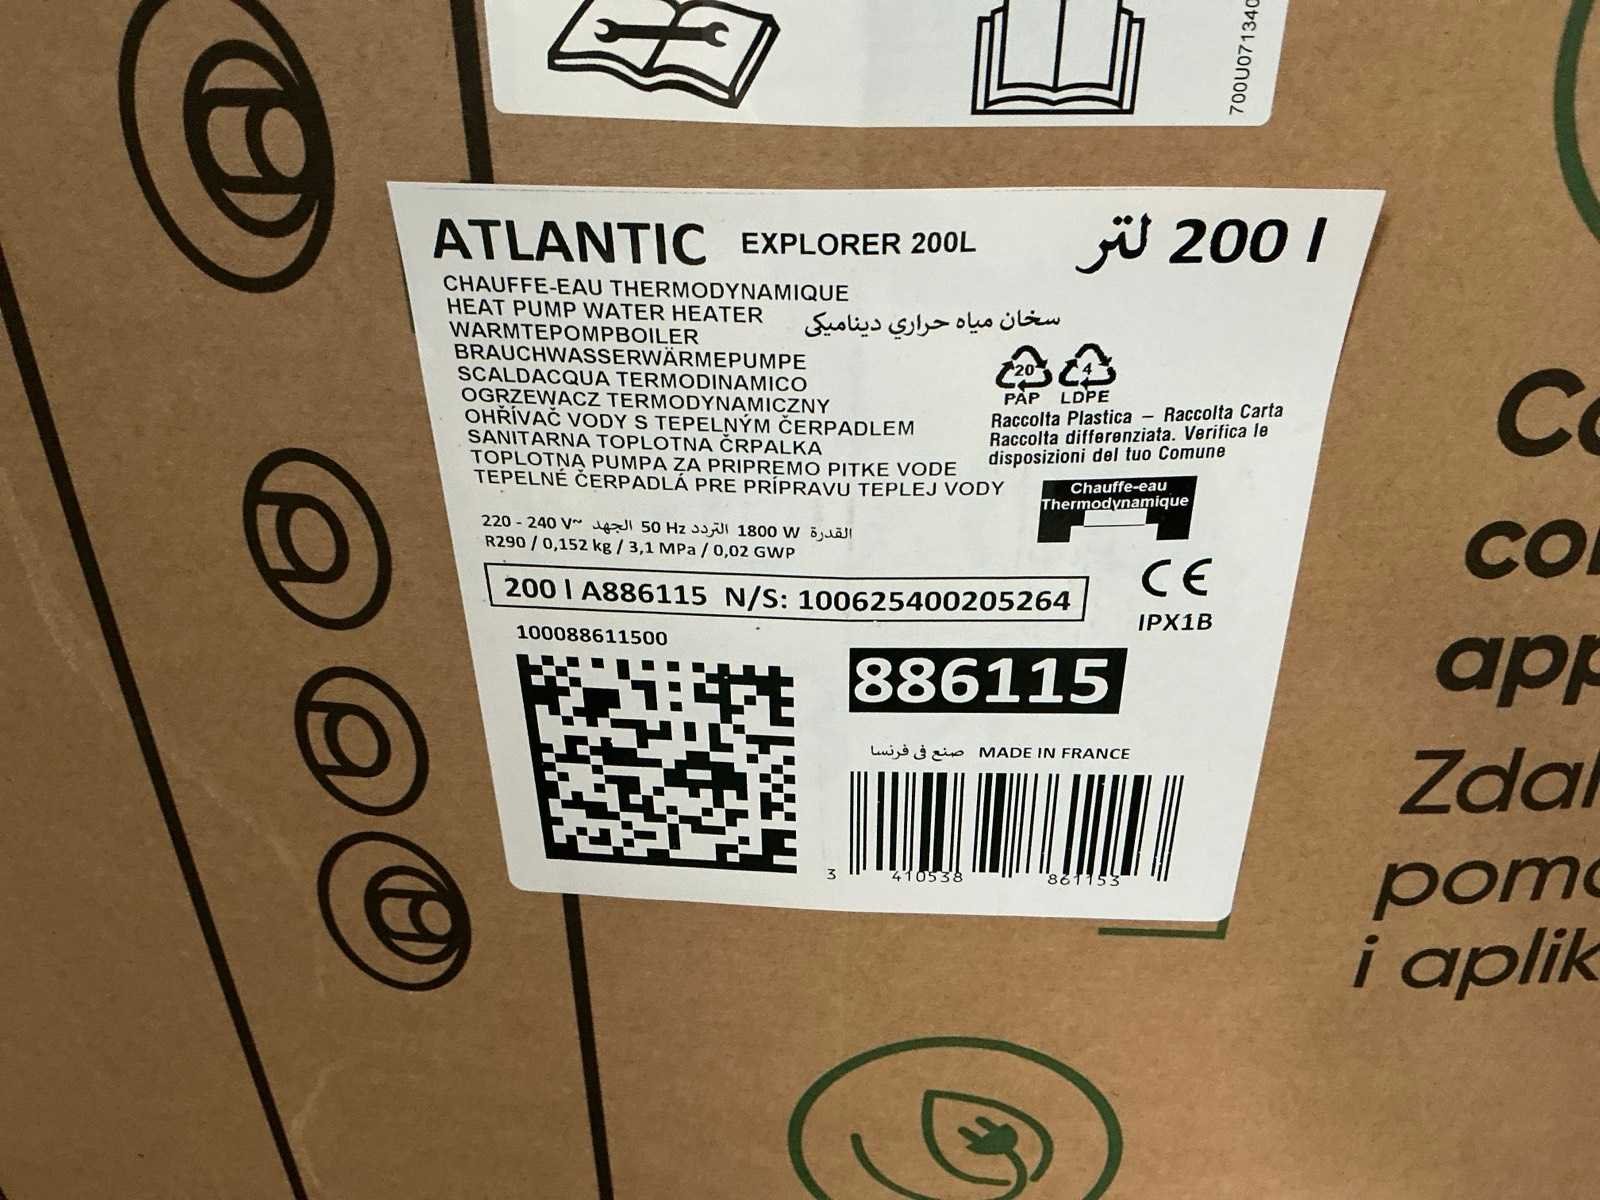 700U071340
ATLANTIC EXPLORER 200L 200 l لتر
CHAUFFE-EAU THERMODYNAMIQUE
HEAT PUMP WATER HEATER
سخان مياه حراري ديناميكى
WARMTEPOMPBOILER
BRAUCHWASSERWÄRMEPUMPE
SCALDACQUA TERMODINAMICO
OGRZEWACZ TERMODYNAMICZNY
OHŘÍVAČ VODY S TEPELNÝM ČERPADLEM
SANITARNA TOPLOTNA ČRPALKA
TOPLOTNA PUMPA ZA PRIPREMO PITKE VODE
TEPELNÉ ČERPADLÁ PRE PRÍPRAVU TEPLEJ VODY
20 4
PAP LDPE
Raccolta Plastica – Raccolta Carta
Raccolta differenziata. Verifica le
disposizioni del tuo Comune
Chauffe-eau
Thermodynamique
220 - 240 V~ الجهد 50 Hz التردد 1800 W القدرة
R290 / 0,152 kg / 3,1 MPa / 0,02 GWP
200 l A886115 N/S: 100625400205264
CE
IPX1B
100088611500
886115
صنع فى فرنسا MADE IN FRANCE
3 410538 861153
co
app
Zdal
pom
i aplik